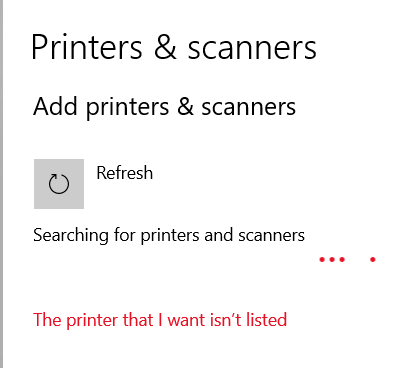 Printers & scanners
Add printers & scanners
Refresh
Searching for printers and scanners
The printer that I want isn't listed